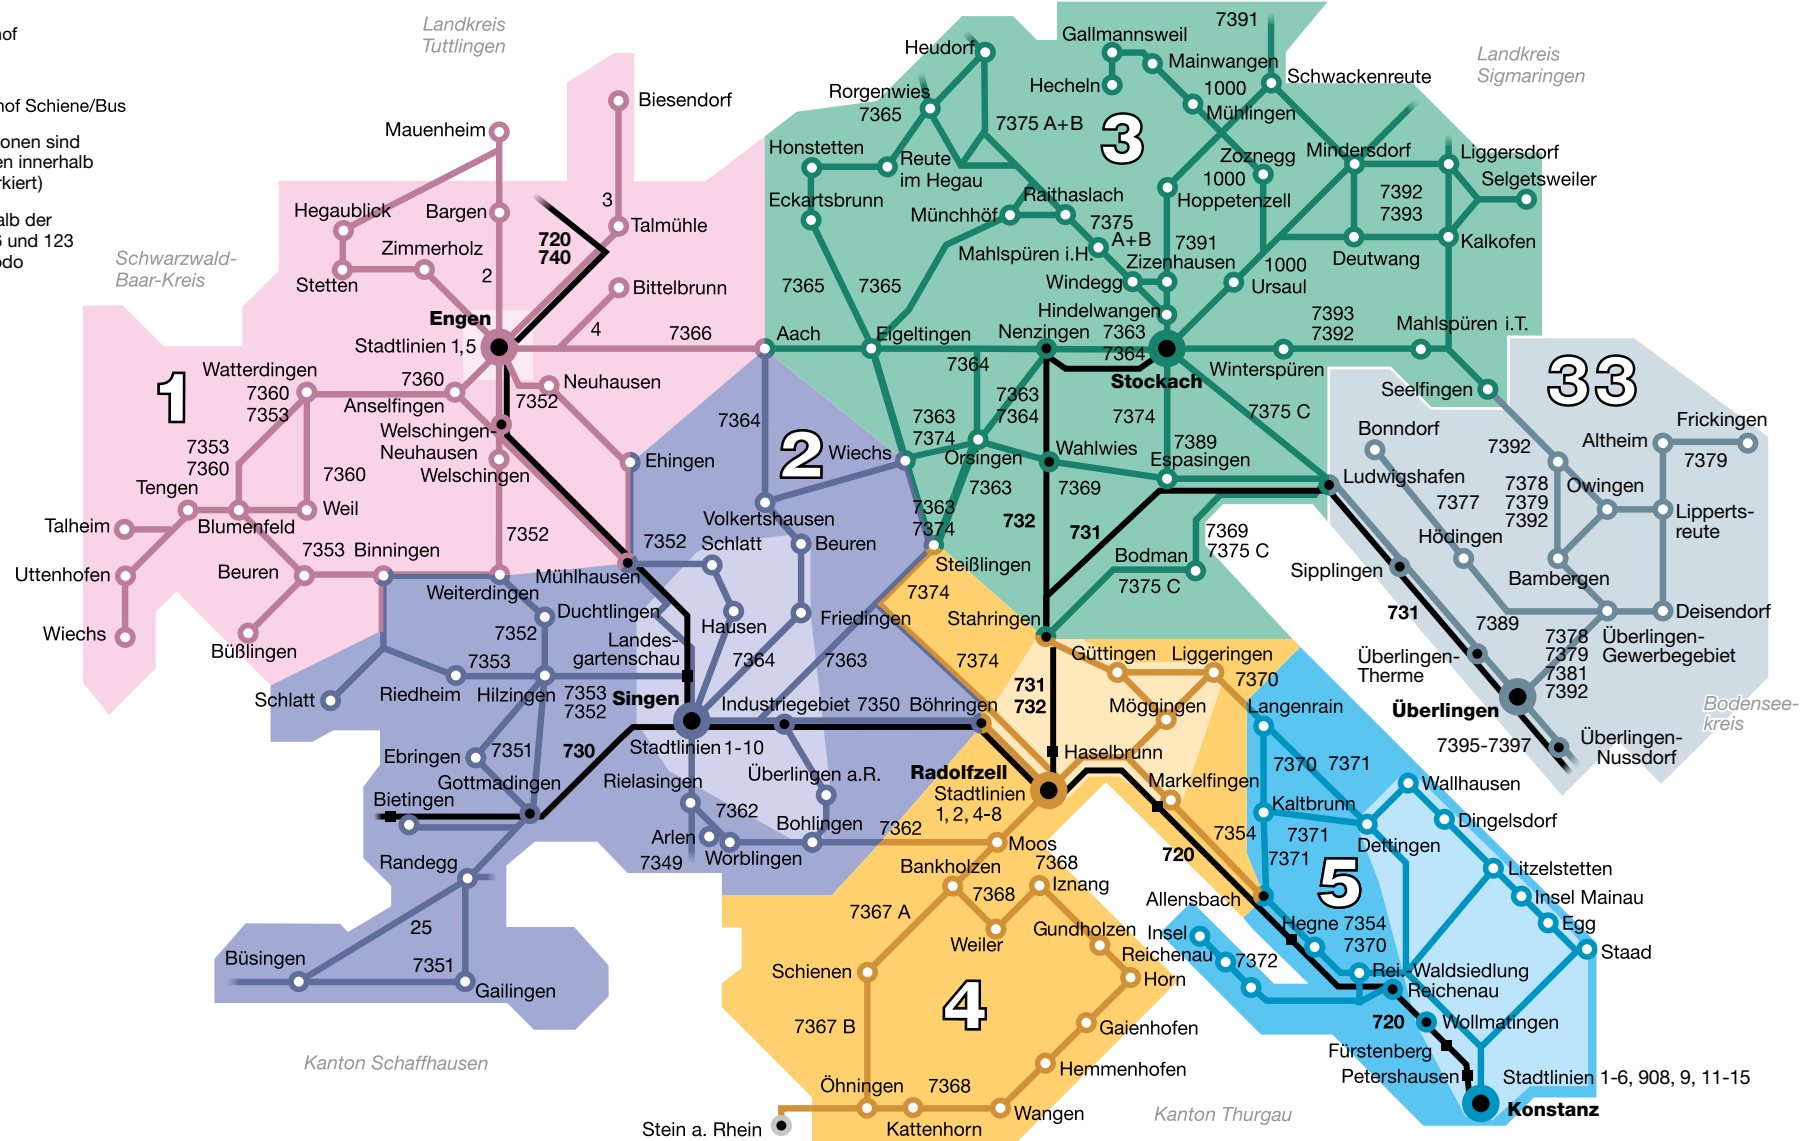 of
of Schiene/Bus
onen sind
en innerhalb
kiert)
alb der
6 und 123
odo
Landkreis
Tuttlingen
Landkreis
Sigmaringen
Schwarzwald-
Baar-Kreis
Bodensee-
kreis
Kanton Schaffhausen
Kanton Thurgau
1
Biesendorf
Mauenheim
3
Talmühle
Hegaublick
Bargen
Zimmerholz
720
740
Stetten
2
Bittelbrunn
Engen
Stadtlinien 1,5
4
7366
Watterdingen
7360
7353
7360
Anselfingen
Neuhausen
7352
Welschingen-
Neuhausen
Welschingen
7353
7360
7360
Tengen
Ehingen
Talheim
Blumenfeld
Weil
7352
7353
Binningen
Uttenhofen
Beuren
Wiechs
Büßlingen
Mühlhausen
Weiterdingen
2
7364
Wiechs
Volkertshausen
7352
Schlatt
Beuren
Duchtlingen
7352
Landes-
gartenschau
Hausen
Friedingen
7353
7364
7363
Schlatt
Riedheim
Hilzingen
7353
7352
Singen
Industriegebiet
7350
Böhringen
Stadtlinien 1-10
Ebringen
7351
730
Gottmadingen
Rielasingen
Überlingen a.R.
Bietingen
7362
Arlen
Bohlingen
7362
Randegg
7349
Worblingen
25
Büsingen
7351
Gailingen
3
7391
Heudorf
Gallmannsweil
Mainwangen
Hecheln
Schwackenreute
Rorgenwies
7365
1000
Mühlingen
7375 A+B
Honstetten
Reute
im Hegau
Zoznegg
Mindersdorf
Liggersdorf
1000
Selgetsweiler
Eckartsbrunn
Raithaslach
Hoppetenzell
7392
7393
Münchhöf
7375
A+B
Mahlspüren i.H.
7391
Kalkofen
Zizenhausen
Deutwang
1000
Windegg
Ursaul
7365
7365
Hindelwangen
7393
7392
Mahlspüren i.T.
Aach
Eigeltingen
Nenzingen
7363
7364
7364
Stockach
Winterspüren
Seelfingen
7363
7364
7363
7374
7374
7375 C
Orsingen
Wahlwies
7389
Espasingen
7363
7369
7363
7374
732
731
7369
7375 C
Bodman
7375 C
Steißlingen
Stahringen
33
Frickingen
Bonndorf
7392
Altheim
7379
Ludwigshafen
7378
7379
7392
Owingen
7377
Lipperts-
reute
Hödingen
Sipplingen
Bambergen
731
7389
Deisendorf
7378
7379
7381
7392
Überlingen-
Gewerbegebiet
Überlingen-
Therme
Überlingen
7395-7397
Überlingen-
Nussdorf
4
7374
7374
Güttingen
Liggeringen
7370
731
732
Möggingen
Haselbrunn
Radolfzell
Stadtlinien
1, 2, 4-8
Markelfingen
7354
Moos
720
Bankholzen
7368
Iznang
7368
7367 A
Weiler
Gundholzen
Schienen
Horn
7367 B
Gaienhofen
Hemmenhofen
Öhningen
7368
Wangen
Kattenhorn
Stein a. Rhein
5
Langenrain
7370
7371
Wallhausen
Kaltbrunn
Dingelsdorf
7371
Dettingen
7371
Litzelstetten
Allensbach
Insel Mainau
Hegne
7354
7370
Egg
Insel
Reichenau
Staad
7372
Rei.-Waldsiedlung
Reichenau
720
Wollmatingen
Fürstenberg
Petershausen
Stadtlinien 1-6, 908, 9, 11-15
Konstanz